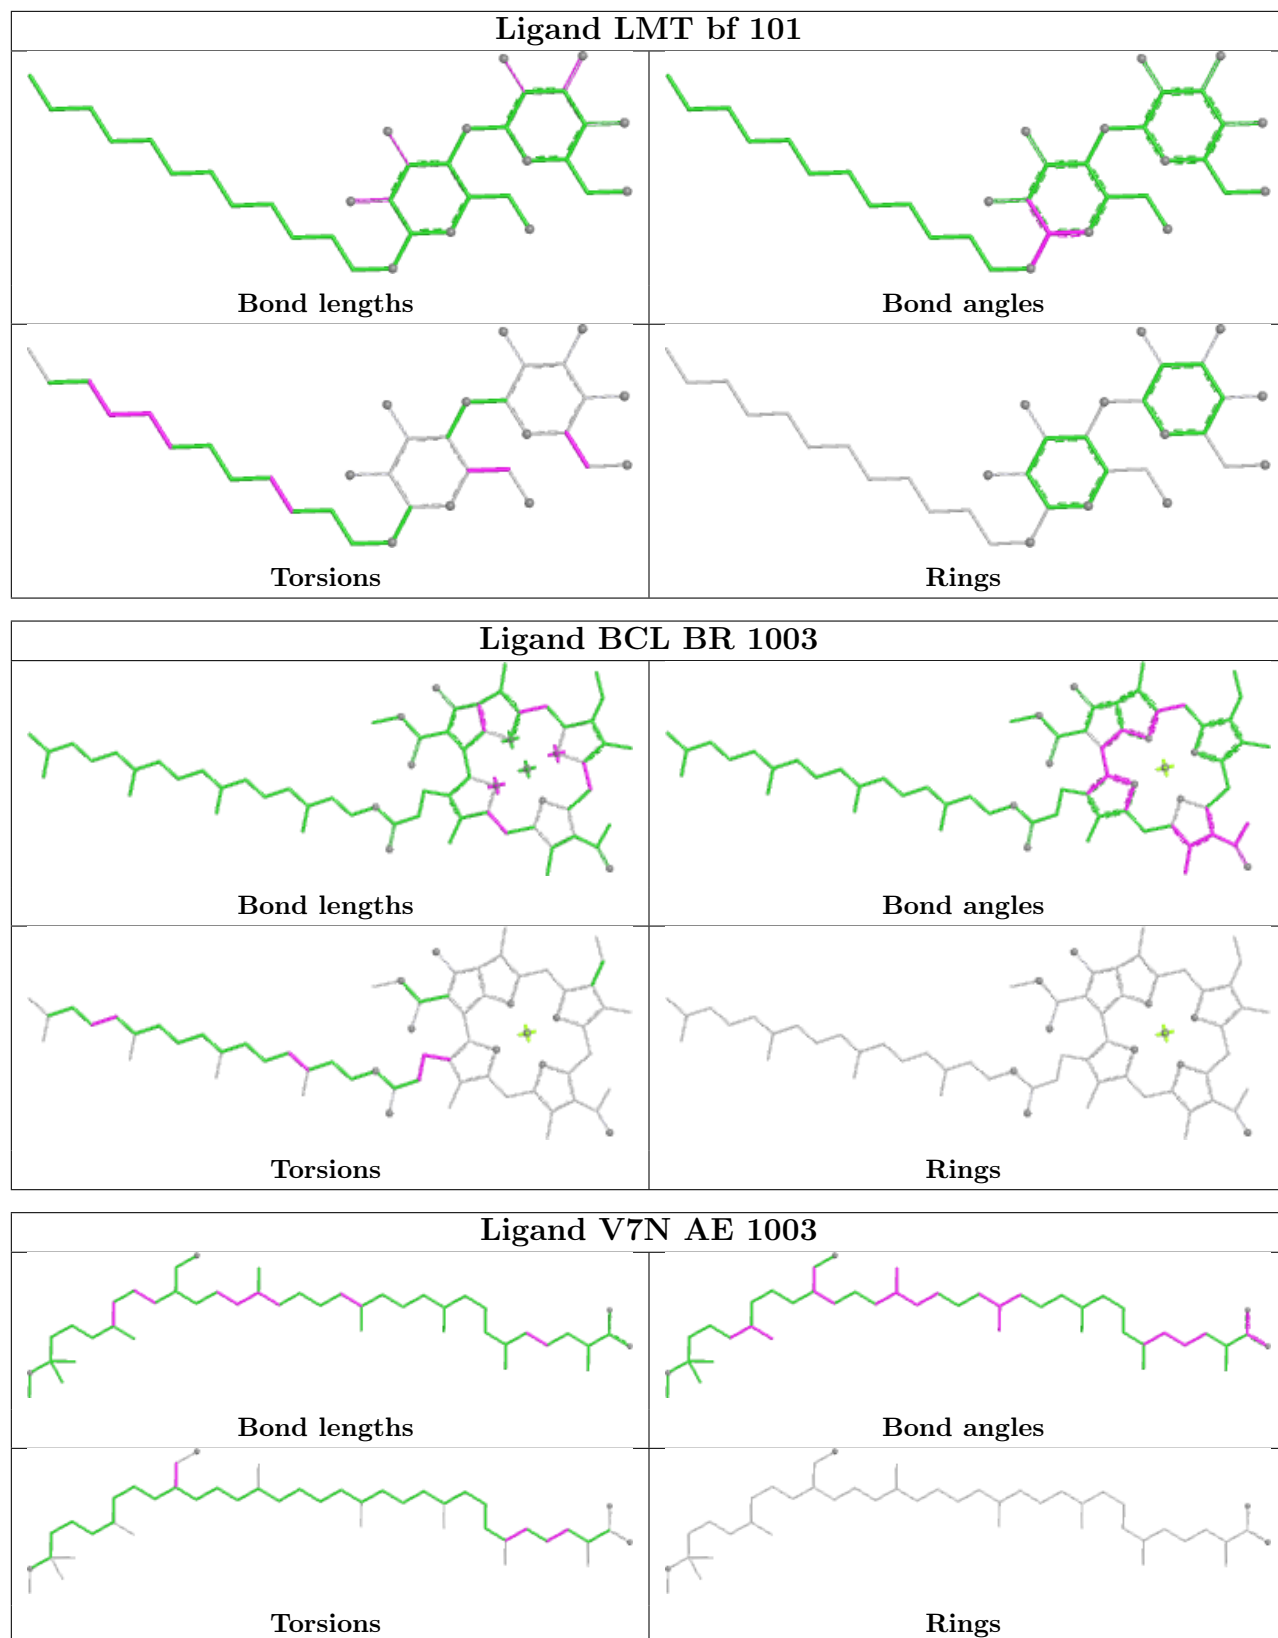 Ligand LMT bf 101
Bond lengths
Bond angles
Torsions
Rings
Ligand BCL BR 1003
Bond lengths
Bond angles
Torsions
Rings
Ligand V7N AE 1003
Bond lengths
Bond angles
Torsions
Rings